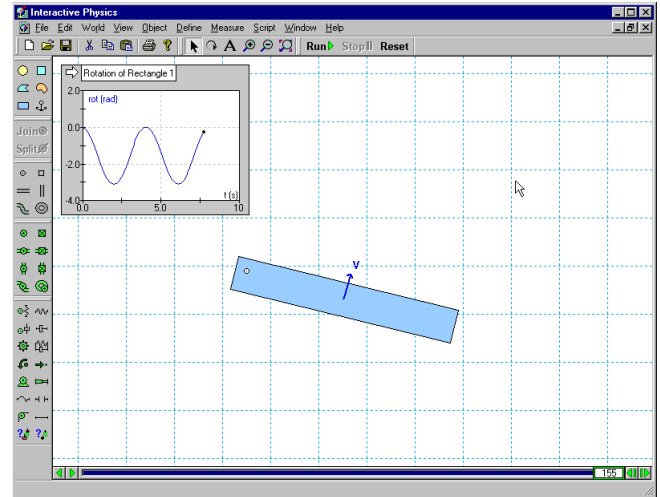 Interactive Physics
File Edit World View Object Define Measure Script Window Help
A Run Stop Reset
Rotation of Rectangle 1
2.0 rot (rad)
0.0
-2.0
t (s)
-4.0
0.0 5.0 10
Join
Split
V
155